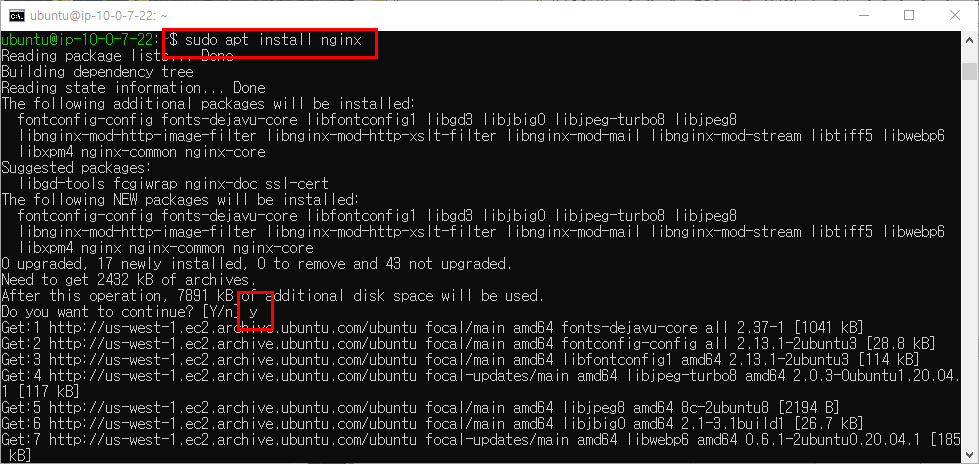 ubuntu@ip-10-0-7-22: ~
ubuntu@ip-10-0-7-22:~$ sudo apt install nginx
Reading package lists... Done
Building dependency tree
Reading state information... Done
The following additional packages will be installed:
  fontconfig-config fonts-dejavu-core libfontconfig1 libgd3 libjbig0 libjpeg-turbo8 libjpeg8
  libnginx-mod-http-image-filter libnginx-mod-http-xslt-filter libnginx-mod-mail libnginx-mod-stream libtiff5 libwebp6
  libxpm4 nginx-common nginx-core
Suggested packages:
  libgd-tools fcgiwrap nginx-doc ssl-cert
The following NEW packages will be installed:
  fontconfig-config fonts-dejavu-core libfontconfig1 libgd3 libjbig0 libjpeg-turbo8 libjpeg8
  libnginx-mod-http-image-filter libnginx-mod-http-xslt-filter libnginx-mod-mail libnginx-mod-stream libtiff5 libwebp6
  libxpm4 nginx nginx-common nginx-core
0 upgraded, 17 newly installed, 0 to remove and 43 not upgraded.
Need to get 2432 kB of archives.
After this operation, 7891 kB of additional disk space will be used.
Do you want to continue? [Y/n] y
Get:1 http://us-west-1.ec2.archive.ubuntu.com/ubuntu focal/main amd64 fonts-dejavu-core all 2.37-1 [1041 kB]
Get:2 http://us-west-1.ec2.archive.ubuntu.com/ubuntu focal/main amd64 fontconfig-config all 2.13.1-2ubuntu3 [28.8 kB]
Get:3 http://us-west-1.ec2.archive.ubuntu.com/ubuntu focal/main amd64 libfontconfig1 amd64 2.13.1-2ubuntu3 [114 kB]
Get:4 http://us-west-1.ec2.archive.ubuntu.com/ubuntu focal-updates/main amd64 libjpeg-turbo8 amd64 2.0.3-0ubuntu1.20.04.
1 [117 kB]
Get:5 http://us-west-1.ec2.archive.ubuntu.com/ubuntu focal/main amd64 libjpeg8 amd64 8c-2ubuntu8 [2194 B]
Get:6 http://us-west-1.ec2.archive.ubuntu.com/ubuntu focal/main amd64 libjbig0 amd64 2.1-3.1build1 [26.7 kB]
Get:7 http://us-west-1.ec2.archive.ubuntu.com/ubuntu focal-updates/main amd64 libwebp6 amd64 0.6.1-2ubuntu0.20.04.1 [185
 kB]